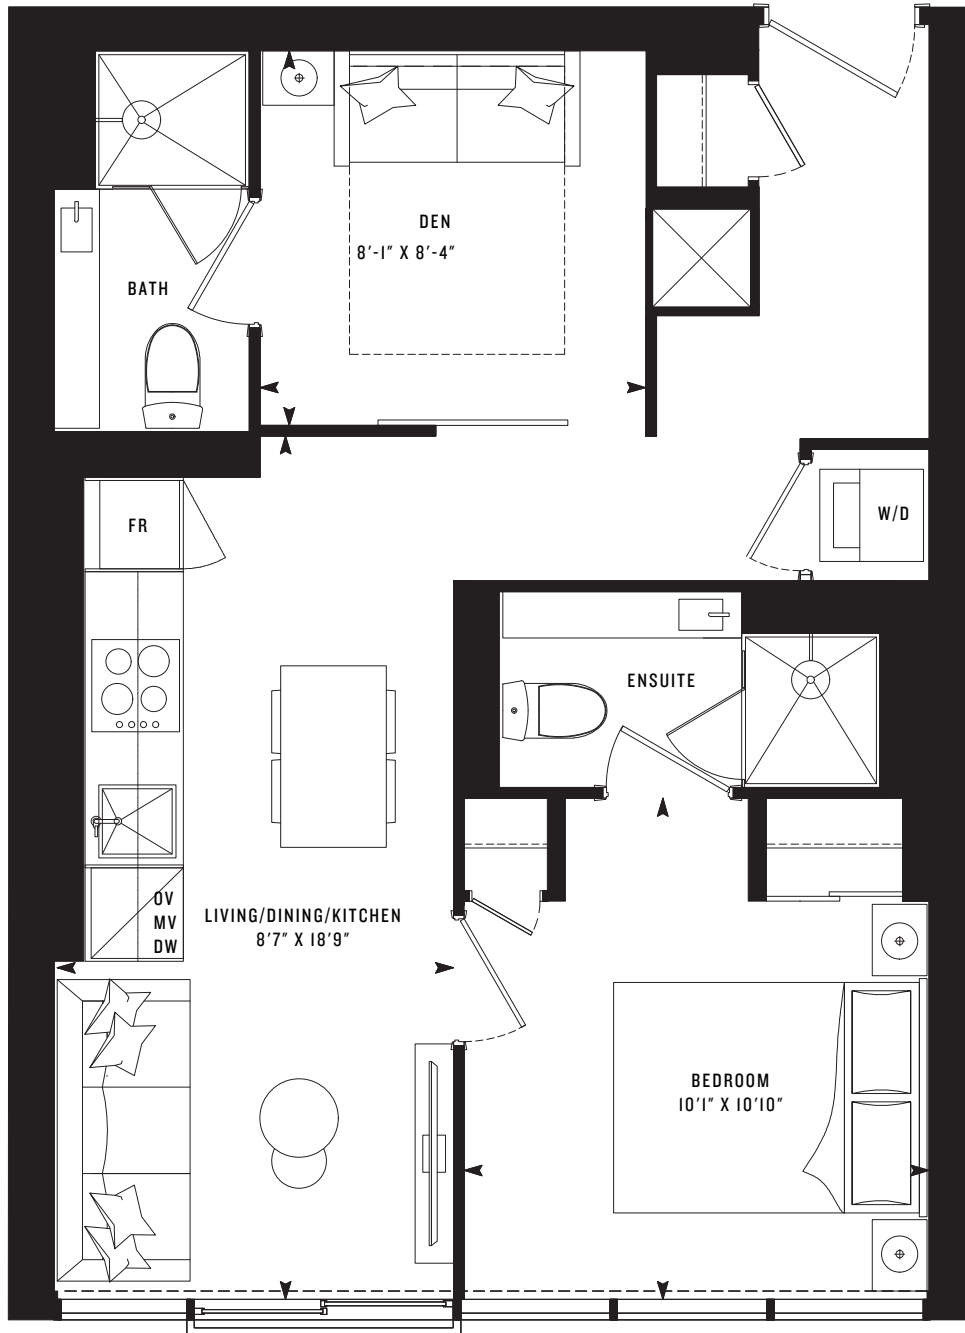 DEN
8'-1" X 8'-4"
BATH
FR
W/D
ENSUITE
OV
MV
DW
LIVING/DINING/KITCHEN
8'7" X 18'9"
BEDROOM
10'1" X 10'10"